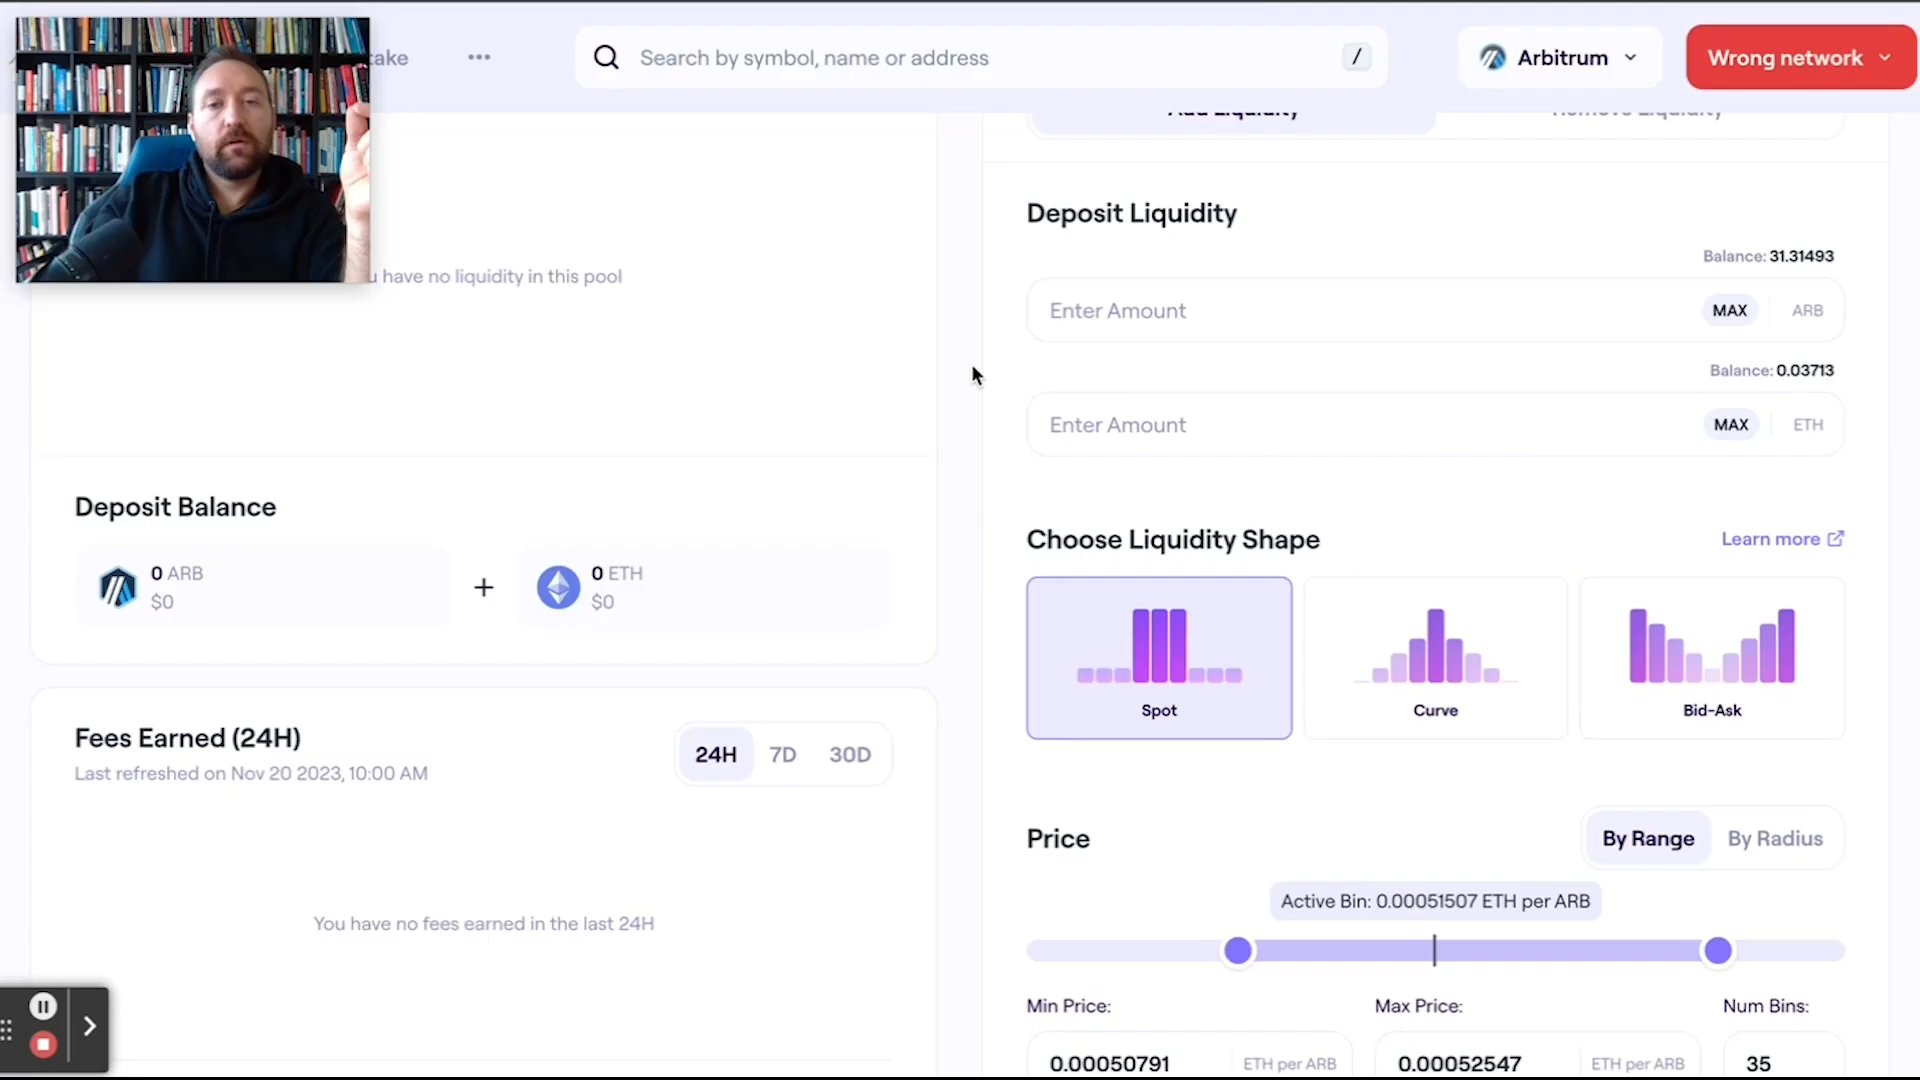 take
...
Search by symbol, name or address
/
Arbitrum
Wrong network
Add Liquidity
Remove Liquidity
u have no liquidity in this pool
Deposit Balance
0 ARB
$0
+
0 ETH
$0
Fees Earned (24H)
Last refreshed on Nov 20 2023, 10:00 AM
24H
7D
30D
You have no fees earned in the last 24H
Deposit Liquidity
Balance: 31.31493
Enter Amount
MAX
ARB
Balance: 0.03713
Enter Amount
MAX
ETH
Choose Liquidity Shape
Learn more
Spot
Curve
Bid-Ask
Price
By Range
By Radius
Active Bin: 0.00051507 ETH per ARB
Min Price:
Max Price:
Num Bins:
0.00050791 ETH per ARB
0.00052547 ETH per ARB
35